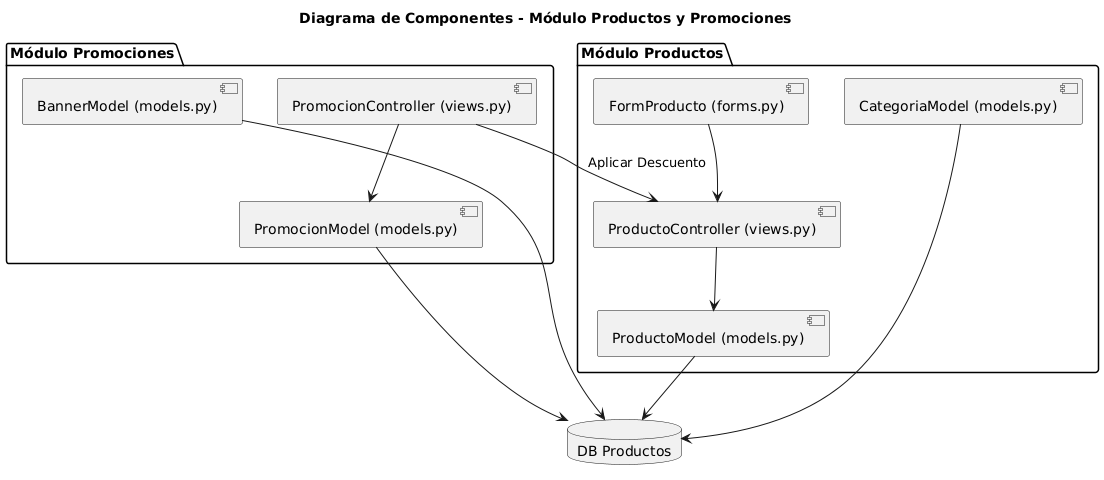 Diagrama de Componentes - Módulo Productos y Promociones
Módulo Promociones
BannerModel (models.py)
PromocionController (views.py)
PromocionModel (models.py)
Módulo Productos
FormProducto (forms.py)
CategoriaModel (models.py)
Aplicar Descuento
ProductoController (views.py)
ProductoModel (models.py)
DB Productos